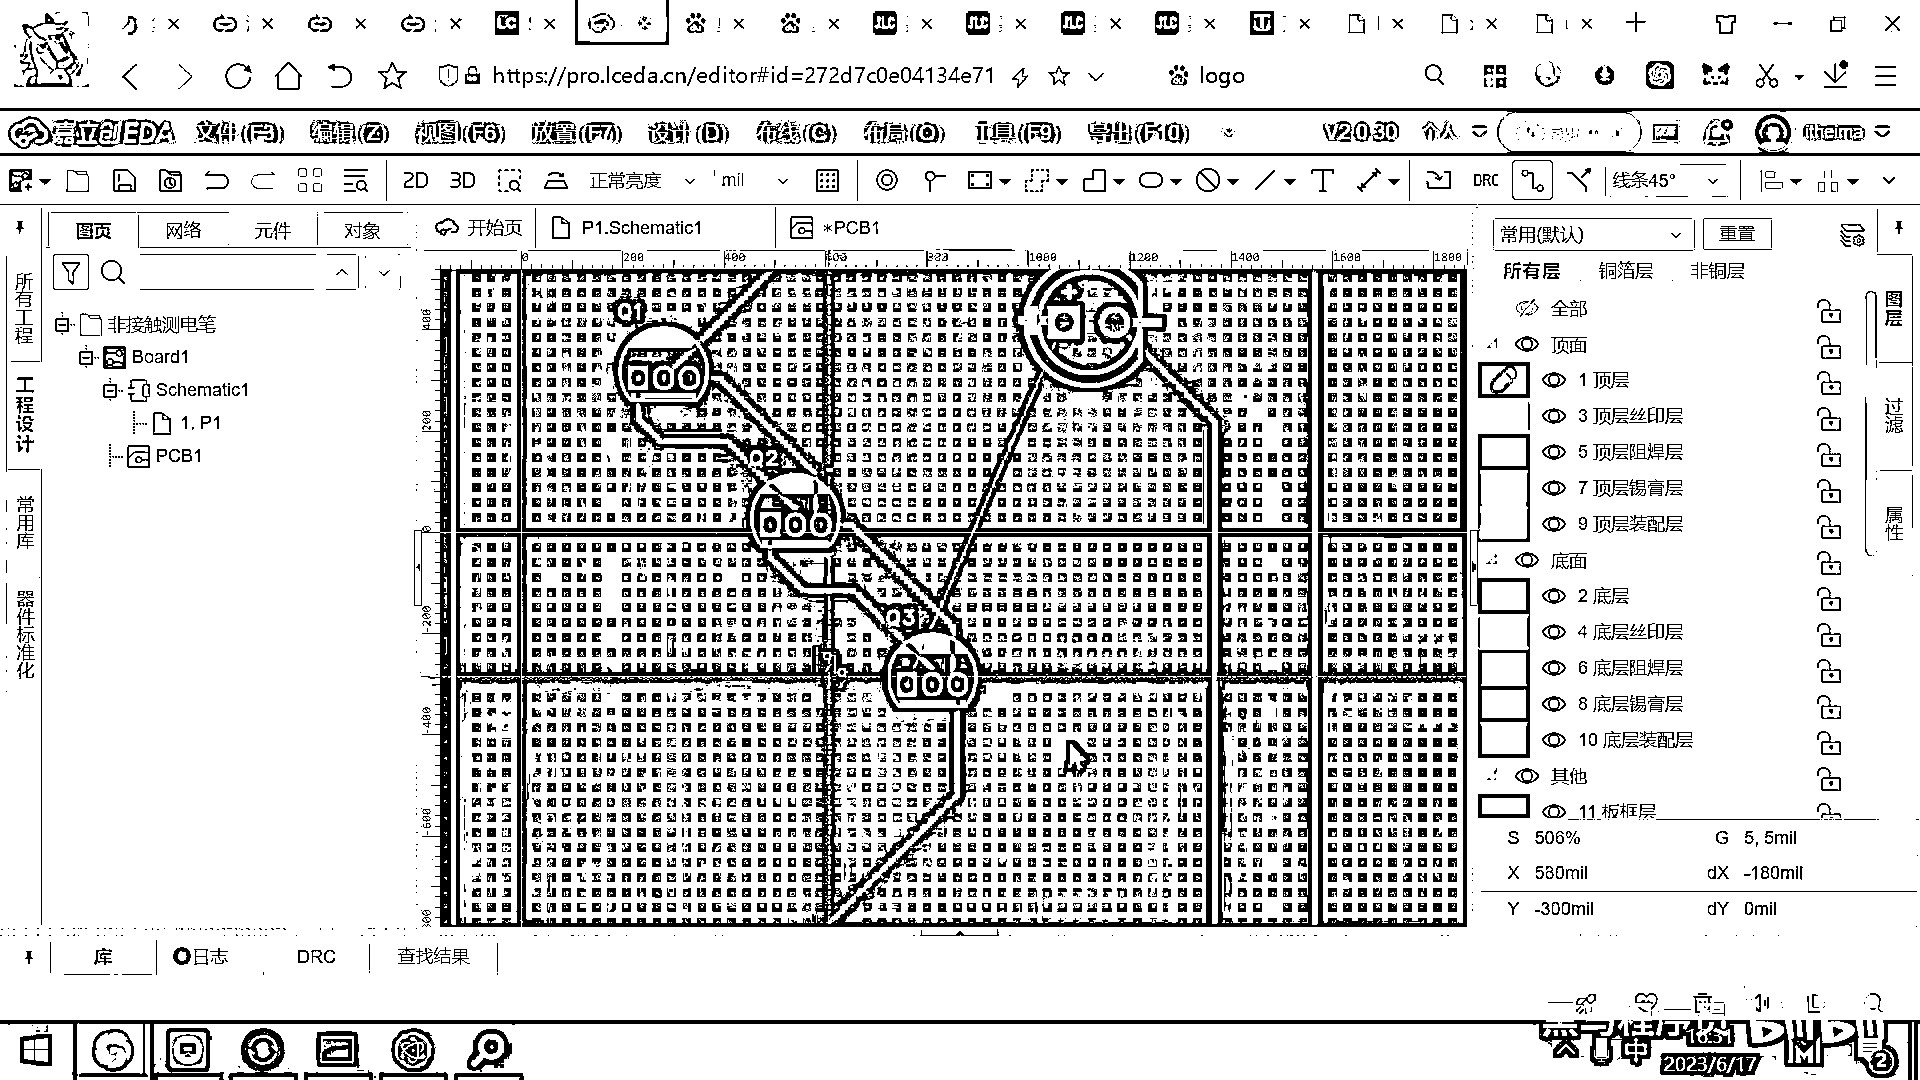 https://pro.lceda.cn/editor#id=272d7c0e04134e71
logo
嘉立创EDA 文件(F3) 编辑(Z) 视图(F6) 放置(F7) 设计(D) 布线(C) 布局(Q) 工具(F9) 导出(F10) V2.0.30 个人 itheima
2D 3D 正常亮度 mil DRC 线条45°
图页 网络 元件 对象
开始页 P1.Schematic1 *PCB1
常用(默认) 重置
所有层 铜箔层 非铜层
所有工程
工程设计
常用库
器件标准化
非接触测电笔
Board1
Schematic1
1. P1
PCB1
0 200 400 600 800 1000 1200 1400 1600 1800
400
200
0
-200
-400
-600
Q1
Q2
Q3
全部
顶面
1 顶层
3 顶层丝印层
5 顶层阻焊层
7 顶层锡膏层
9 顶层装配层
底面
2 底层
4 底层丝印层
6 底层阻焊层
8 底层锡膏层
10 底层装配层
其他
11 板框层
图层
过滤
属性
S 506% G 5, 5mil
X 580mil dX -180mil
Y -300mil dY 0mil
库 日志 DRC 查找结果
中
16:31
2023/6/17
2